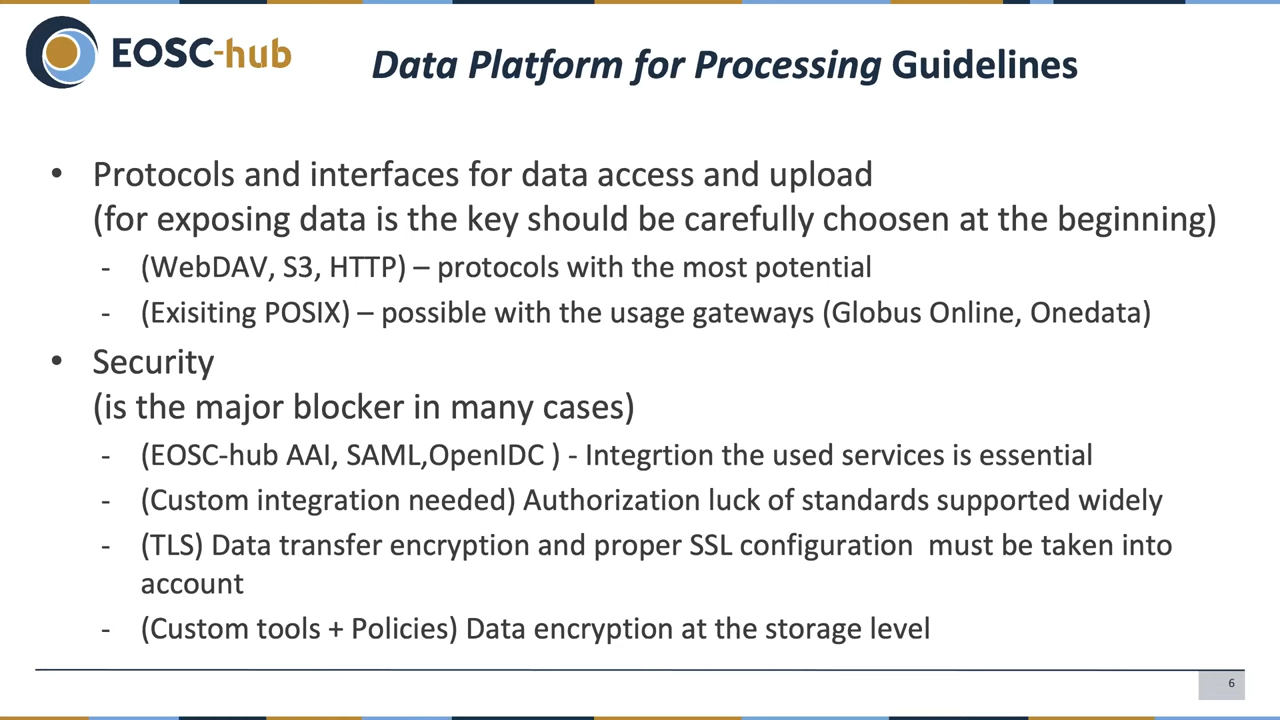 EOSC-hub
Data Platform for Processing Guidelines
• Protocols and interfaces for data access and upload
(for exposing data is the key should be carefully choosen at the beginning)
- (WebDAV, S3, HTTP) – protocols with the most potential
- (Exisiting POSIX) – possible with the usage gateways (Globus Online, Onedata)
• Security
(is the major blocker in many cases)
- (EOSC-hub AAI, SAML,OpenIDC ) - Integrtion the used services is essential
- (Custom integration needed) Authorization luck of standards supported widely
- (TLS) Data transfer encryption and proper SSL configuration  must be taken into
account
- (Custom tools + Policies) Data encryption at the storage level
6